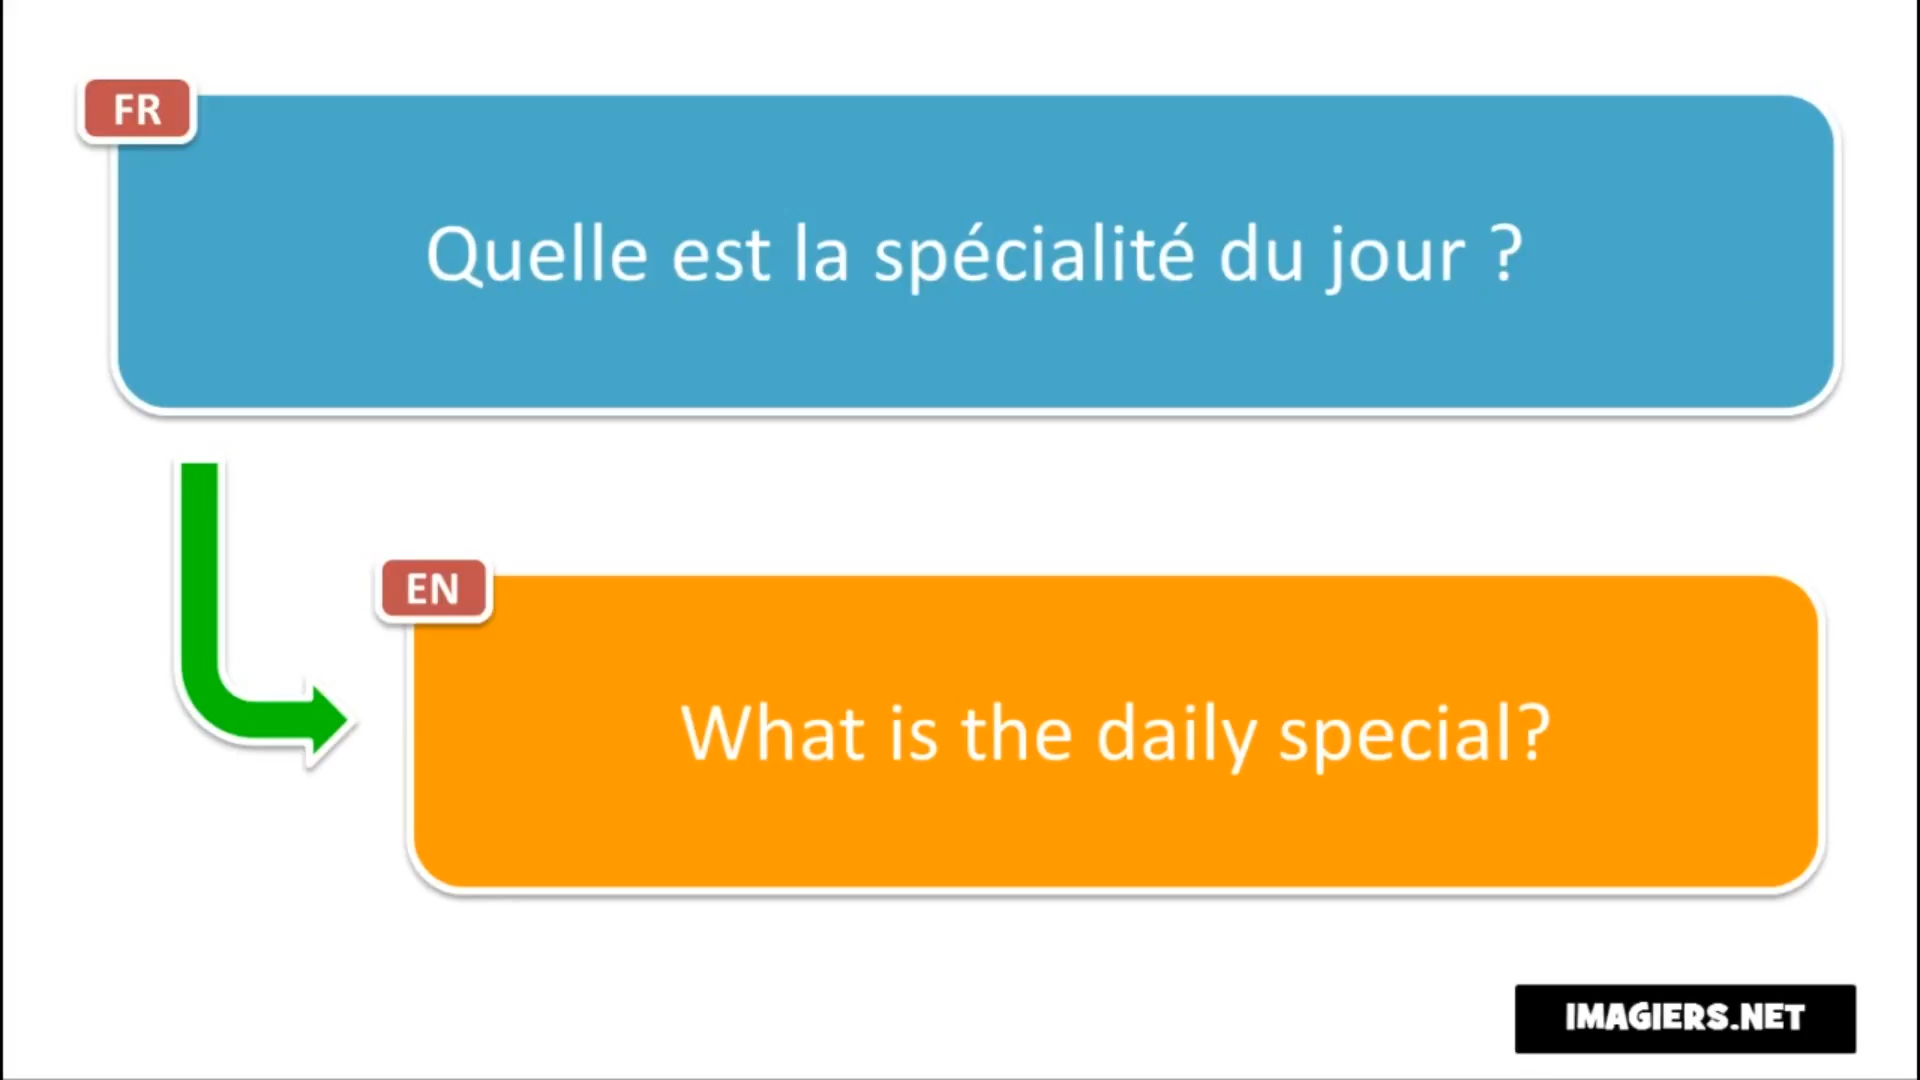 FR
Quelle est la spécialité du jour ?
EN
What is the daily special?
IMAGIERS.NET